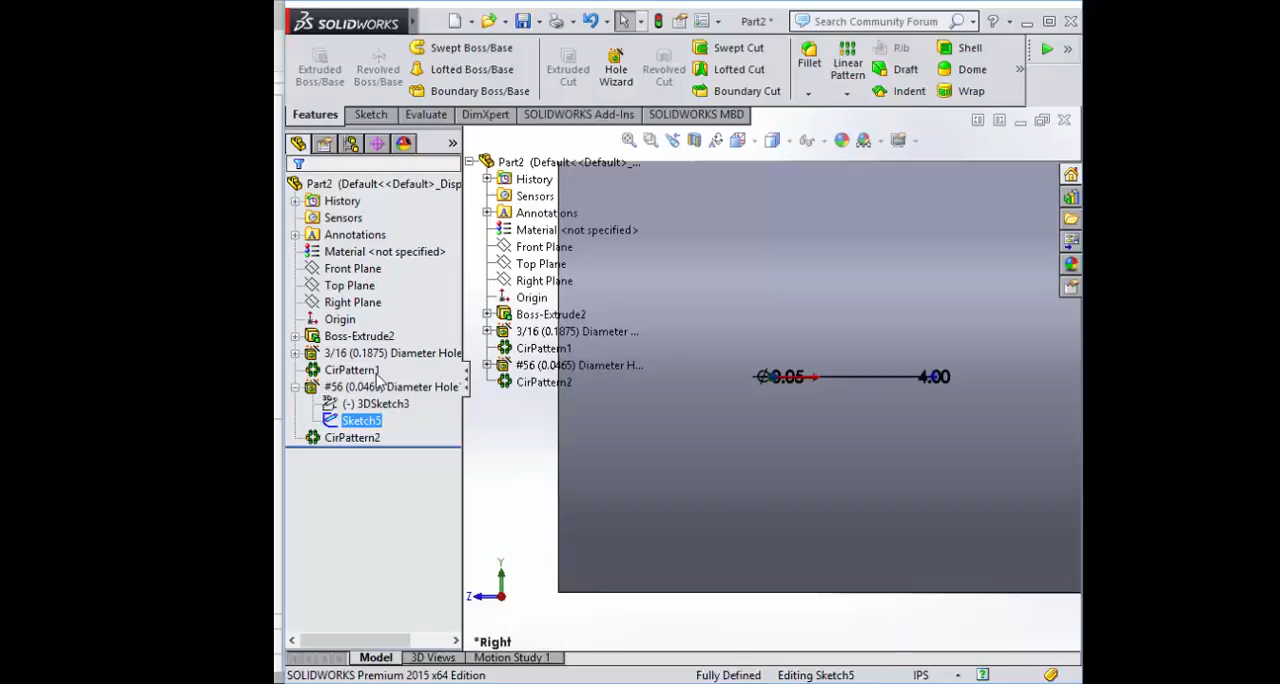 SOLIDWORKS
Part2 *
Search Community Forum
?
Extruded Boss/Base
Revolved Boss/Base
Swept Boss/Base
Lofted Boss/Base
Boundary Boss/Base
Extruded Cut
Hole Wizard
Revolved Cut
Swept Cut
Lofted Cut
Boundary Cut
Fillet
Linear Pattern
Rib
Draft
Indent
Shell
Dome
Wrap
Features
Sketch
Evaluate
DimXpert
SOLIDWORKS Add-Ins
SOLIDWORKS MBD
Part2 (Default<<Default>_Disp
History
Sensors
Annotations
Material <not specified>
Front Plane
Top Plane
Right Plane
Origin
Boss-Extrude2
3/16 (0.1875) Diameter Hole
CirPattern1
#56 (0.0465) Diameter Hole
(-) 3DSketch3
Sketch5
CirPattern2
Part2 (Default<<Default>_...
History
Sensors
Annotations
Material <not specified>
Front Plane
Top Plane
Right Plane
Origin
Boss-Extrude2
3/16 (0.1875) Diameter ...
CirPattern1
#56 (0.0465) Diameter H...
CirPattern2
∅0.05
4.00
Y
Z
*Right
Model
3D Views
Motion Study 1
SOLIDWORKS Premium 2015 x64 Edition
Fully Defined
Editing Sketch5
IPS
?